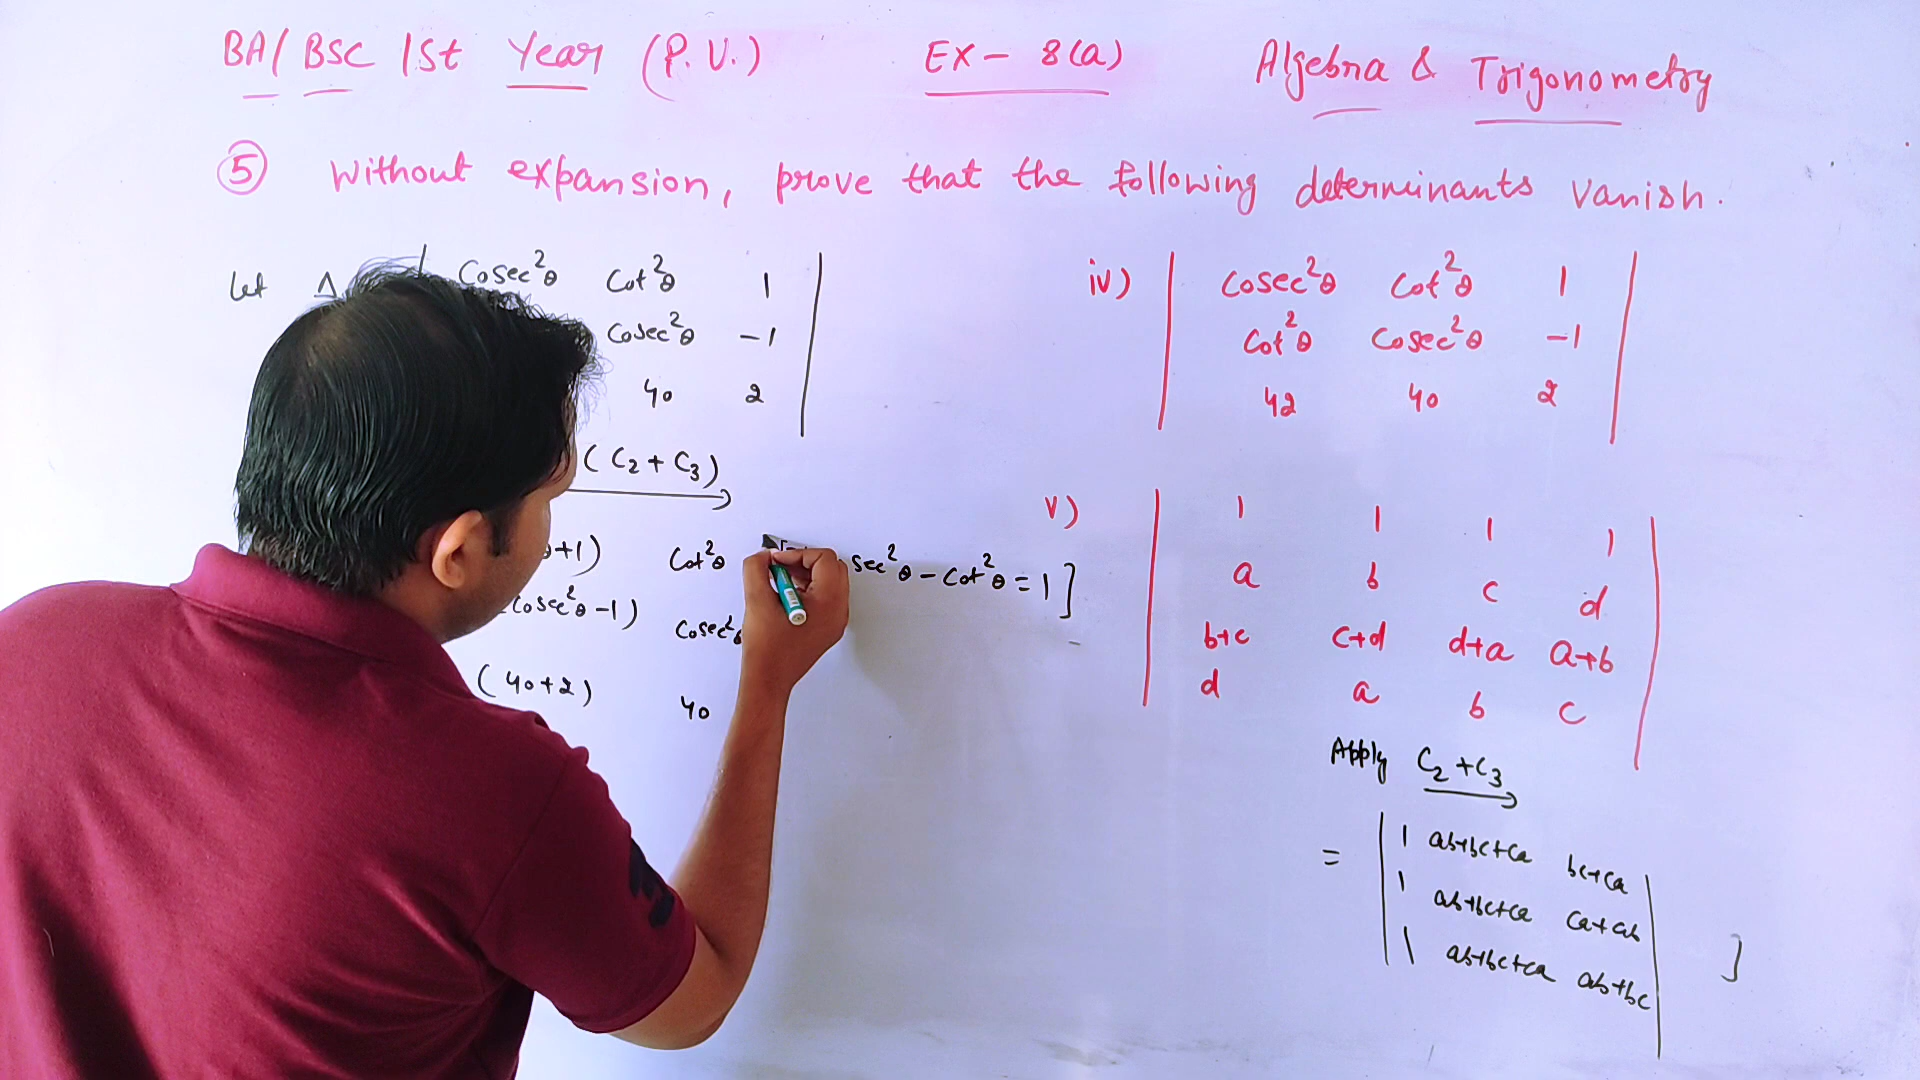 BA/ BSC 1St Year (P.U.) EX- 8(a) Algebra & Trigonometry
⑤ Without expansion, prove that the following determinants vanish.
Let Δ Cosec²θ Cot²θ 1
Cosec²θ -1
40 2
(C₂ + C₃)
θ+1) Cot²θ sec²θ - Cot²θ = 1]
(Cosec²θ -1) Cosec²θ
(40+2) 40
iv) Cosec²θ Cot²θ 1
Cot²θ Cosec²θ -1
42 40 2
v) 1 1 1 1
a b c d
b+c c+d d+a a+b
d a b c
Apply C₂+C₃
= 1 ab+bc+ca bc+ca
1 ab+bc+ca ca+ab
1 ab+bc+ca ab+bc ]